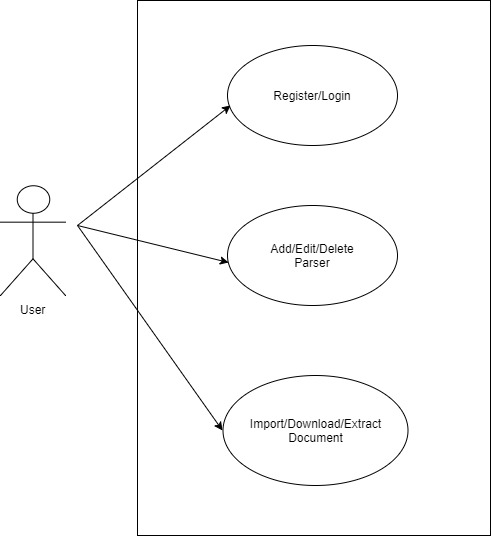 Register/Login
Add/Edit/Delete
Parser
User
Import/Download/Extract
Document